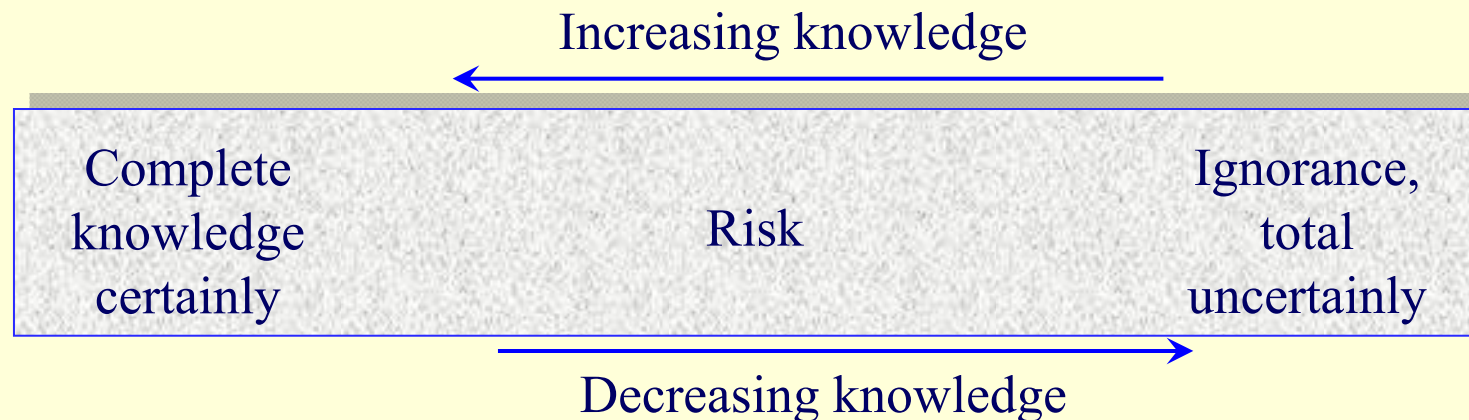 Increasing knowledge
Complete
knowledge
certainly
Risk
Ignorance,
total
uncertainly
Decreasing knowledge